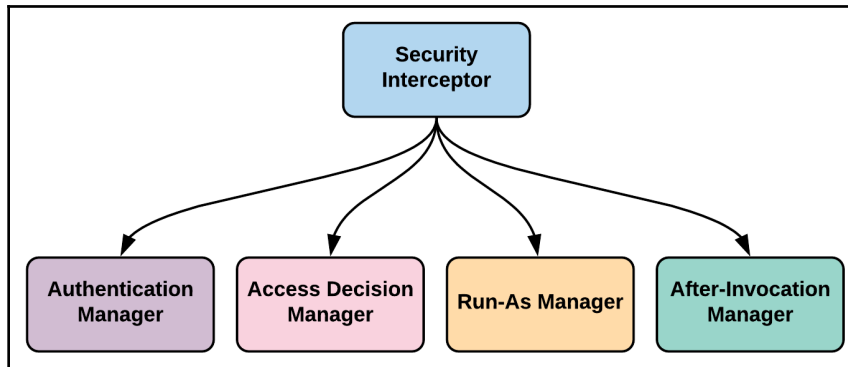 Security
Interceptor
Authentication
Manager
Access Decision
Manager
Run-As Manager
After-Invocation
Manager